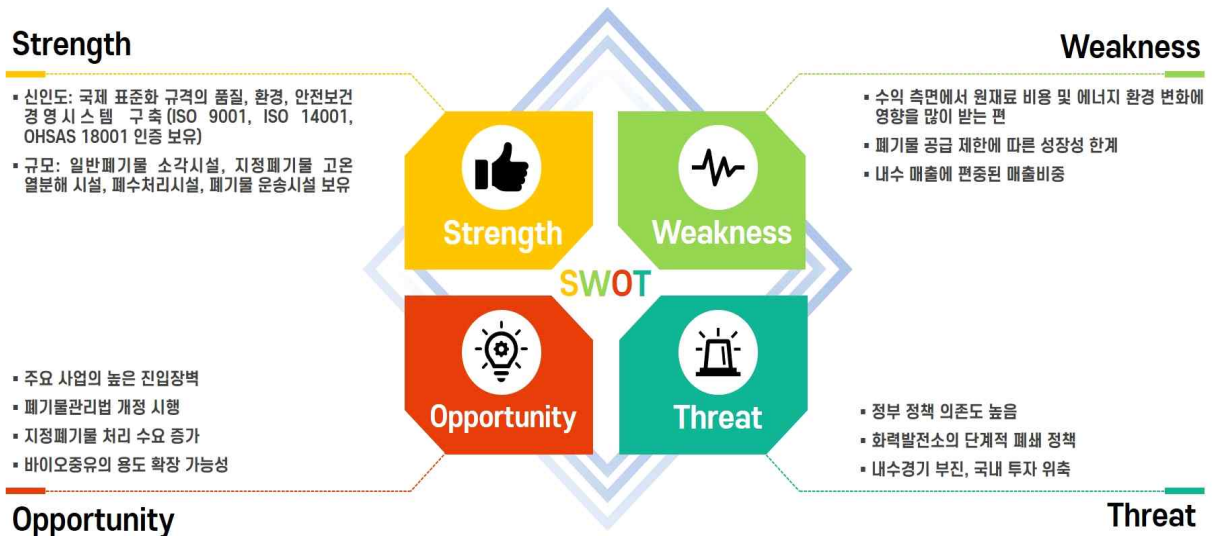 Strength
▪ 신인도: 국제 표준화 규격의 품질, 환경, 안전보건
경영시스템 구축(ISO 9001, ISO 14001,
OHSAS 18001 인증 보유)
▪ 규모: 일반폐기물 소각시설, 지정폐기물 고온
열분해 시설, 폐수처리시설, 폐기물 운송시설 보유
Weakness
▪ 수익 측면에서 원재료 비용 및 에너지 환경 변화에
영향을 많이 받는 편
▪ 폐기물 공급 제한에 따른 성장성 한계
▪ 내수 매출에 편중된 매출비중
Strength
Weakness
SWOT
Opportunity
Threat
▪ 주요 사업의 높은 진입장벽
▪ 폐기물관리법 개정 시행
▪ 지정폐기물 처리 수요 증가
▪ 바이오중유의 용도 확장 가능성
Opportunity
▪ 정부 정책 의존도 높음
▪ 화력발전소의 단계적 폐쇄 정책
▪ 내수경기 부진, 국내 투자 위축
Threat